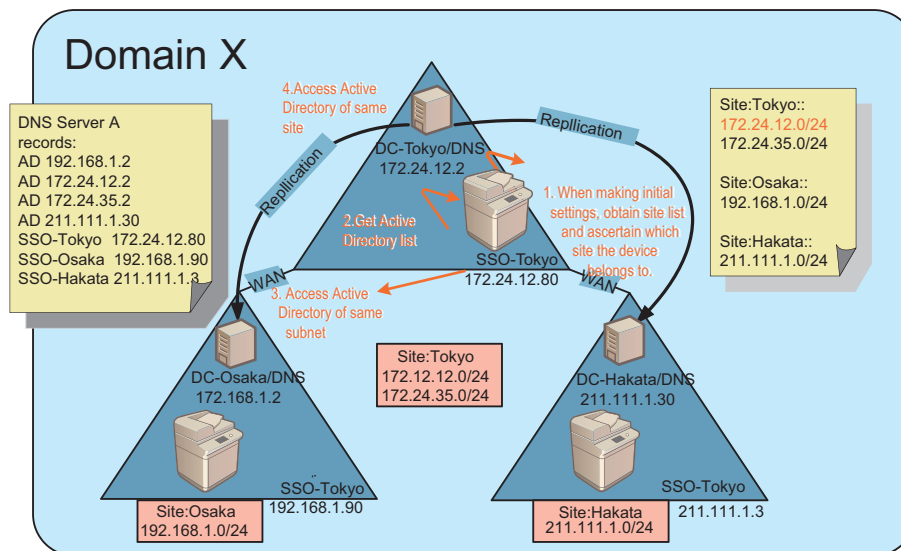 Domain X
DNS Server A
records:
AD 192.168.1.2
AD 172.24.12.2
AD 172.24.35.2
AD 211.111.1.30
SSO-Tokyo 172.24.12.80
SSO-Osaka 192.168.1.90
SSO-Hakata 211.111.1.3
4.Access Active
Directory of same
site
Repllication
Repllication
DC-Tokyo/DNS
172.24.12.2
2.Get Active
Directory list
1. When making initial
settings, obtain site list
and ascertain which
site the device
belongs to.
SSO-Tokyo
172.24.12.80
Site:Tokyo::
172.24.12.0/24
172.24.35.0/24
Site:Osaka::
192.168.1.0/24
Site:Hakata::
211.111.1.0/24
WAN
WAN
3. Access Active
Directory of same
subnet
DC-Osaka/DNS
172.168.1.2
Site:Tokyo
172.12.12.0/24
172.24.35.0/24
DC-Hakata/DNS
211.111.1.30
SSO-Tokyo
192.168.1.90
Site:Osaka
192.168.1.0/24
SSO-Tokyo
211.111.1.3
Site:Hakata
211.111.1.0/24